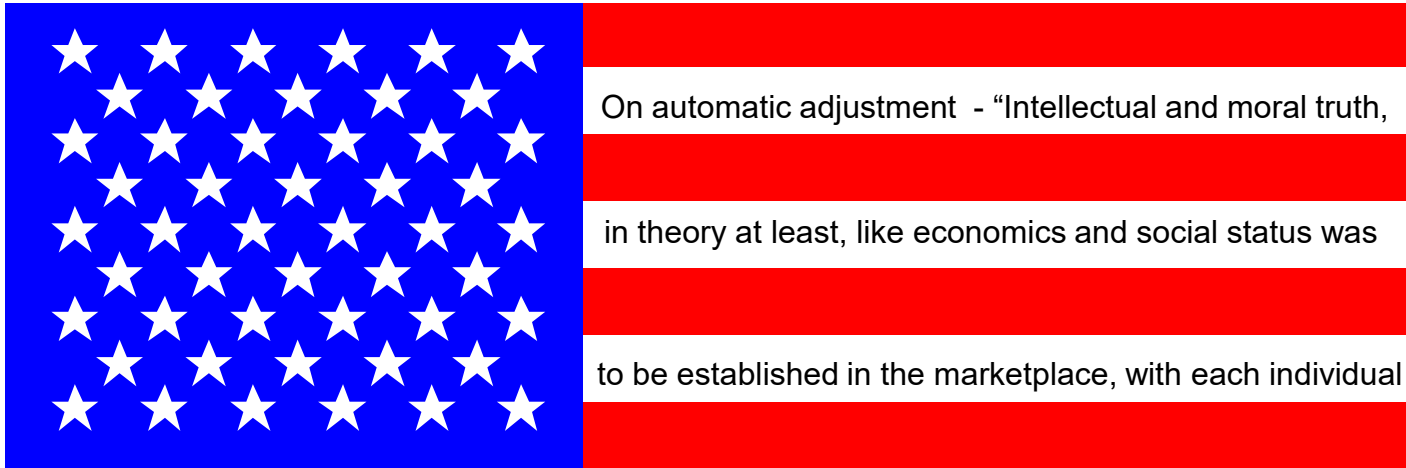 On automatic adjustment  - “Intellectual and moral truth,
in theory at least, like economics and social status was
to be established in the marketplace, with each individual